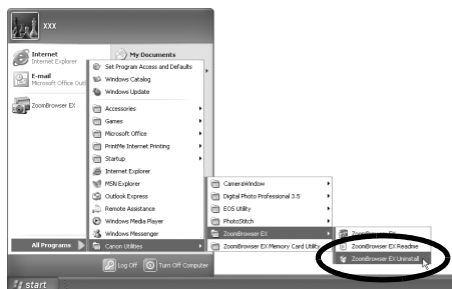 XXX
Internet
Internet Explorer
E-mail
Microsoft Office Outl
ZoomBrowser EX
My Documents
Set Program Access and Defaults
Windows Catalog
Windows Update
Accessories
Games
Microsoft Office
PrintMe Internet Printing
Startup
Internet Explorer
MSN Explorer
Outlook Express
Remote Assistance
Windows Media Player
Windows Messenger
Canon Utilities
CameraWindow
Digital Photo Professional 3.5
EOS Utility
PhotoStitch
ZoomBrowser EX
ZoomBrowser EX Memory Card Utility
ZoomBrowser EX
ZoomBrowser EX Readme
ZoomBrowser EX Uninstall
All Programs
Log Off
Turn Off Computer
start